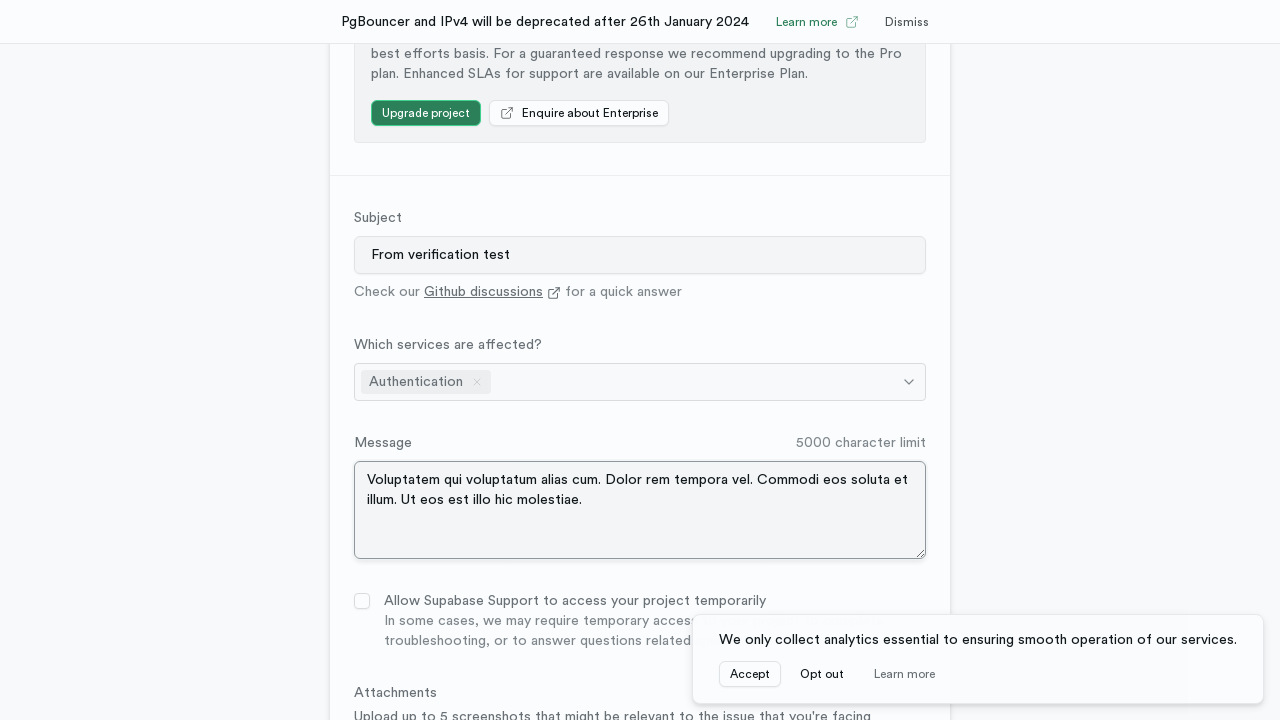 PgBouncer and IPv4 will be deprecated after 26th January 2024
Learn more
Dismiss
best efforts basis. For a guaranteed response we recommend upgrading to the Pro
plan. Enhanced SLAs for support are available on our Enterprise Plan.
Upgrade project
Enquire about Enterprise
Subject
From verification test
Check our Github discussions for a quick answer
Which services are affected?
Authentication
Message
5000 character limit
Voluptatem qui voluptatum alias cum. Dolor rem tempora vel. Commodi eos soluta et
illum. Ut eos est illo hic molestiae.
Allow Supabase Support to access your project temporarily
In some cases, we may require temporary access
troubleshooting, or to answer questions related
We only collect analytics essential to ensuring smooth operation of our services.
Accept
Opt out
Learn more
Attachments
Upload up to 5 screenshots that might be relevant to the issue that you're facing